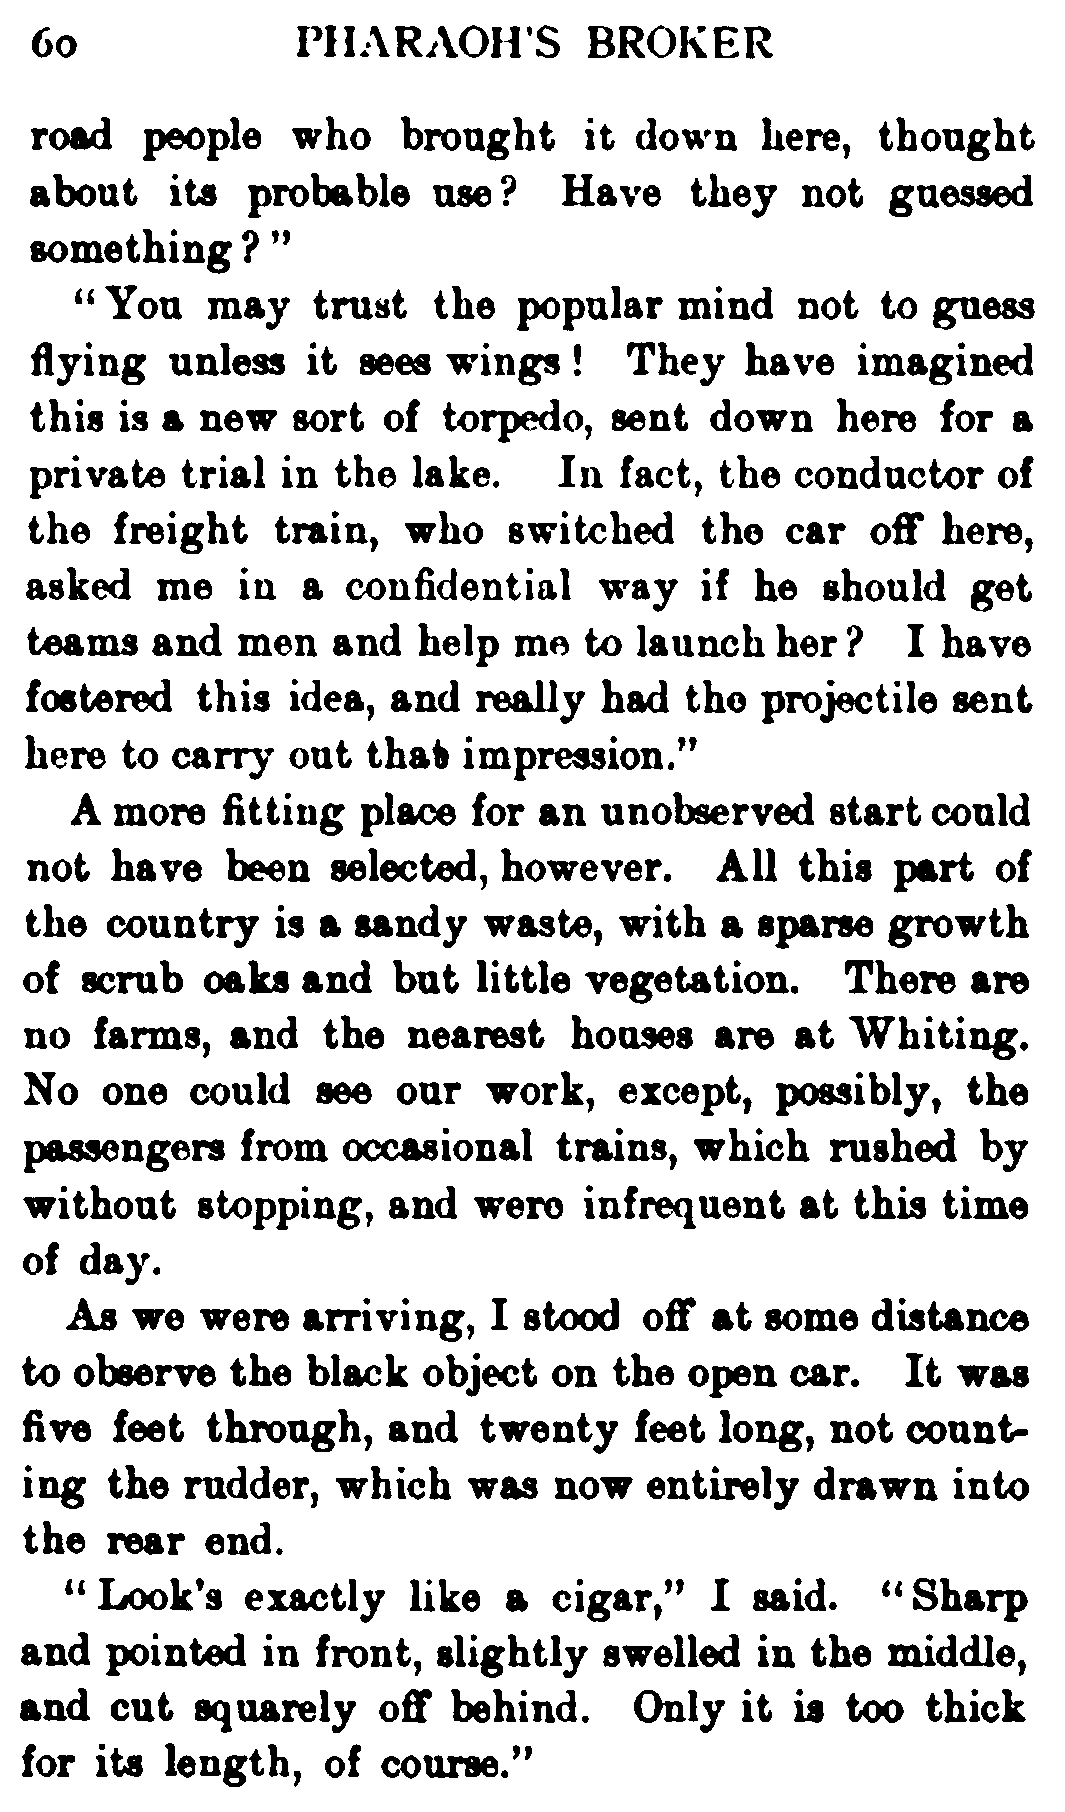 60 PHARAOH'S BROKER
road people who brought it down here, thought
about its probable use? Have they not guessed
something?"
"You may trust the popular mind not to guess
flying unless it sees wings! They have imagined
this is a new sort of torpedo, sent down here for a
private trial in the lake. In fact, the conductor of
the freight train, who switched the car off here,
asked me in a confidential way if he should get
teams and men and help me to launch her? I have
fostered this idea, and really had the projectile sent
here to carry out that impression."
A more fitting place for an unobserved start could
not have been selected, however. All this part of
the country is a sandy waste, with a sparse growth
of scrub oaks and but little vegetation. There are
no farms, and the nearest houses are at Whiting.
No one could see our work, except, possibly, the
passengers from occasional trains, which rushed by
without stopping, and were infrequent at this time
of day.
As we were arriving, I stood off at some distance
to observe the black object on the open car. It was
five feet through, and twenty feet long, not count-
ing the rudder, which was now entirely drawn into
the rear end.
"Look's exactly like a cigar," I said. "Sharp
and pointed in front, slightly swelled in the middle,
and cut squarely off behind. Only it is too thick
for its length, of course."